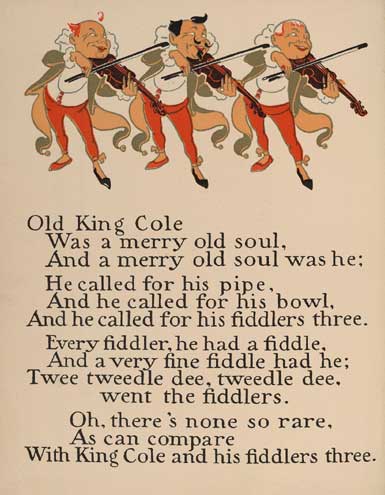 Old King Cole
Was a merry old soul,
And a merry old soul was he;
He called for his pipe,
And he called for his bowl,
And he called for his fiddlers three.
Every fiddler, he had a fiddle,
And a very fine fiddle had he;
Twee tweedle dee, tweedle dee,
went the fiddlers.
Oh, there's none so rare,
As can compare
With King Cole and his fiddlers three.